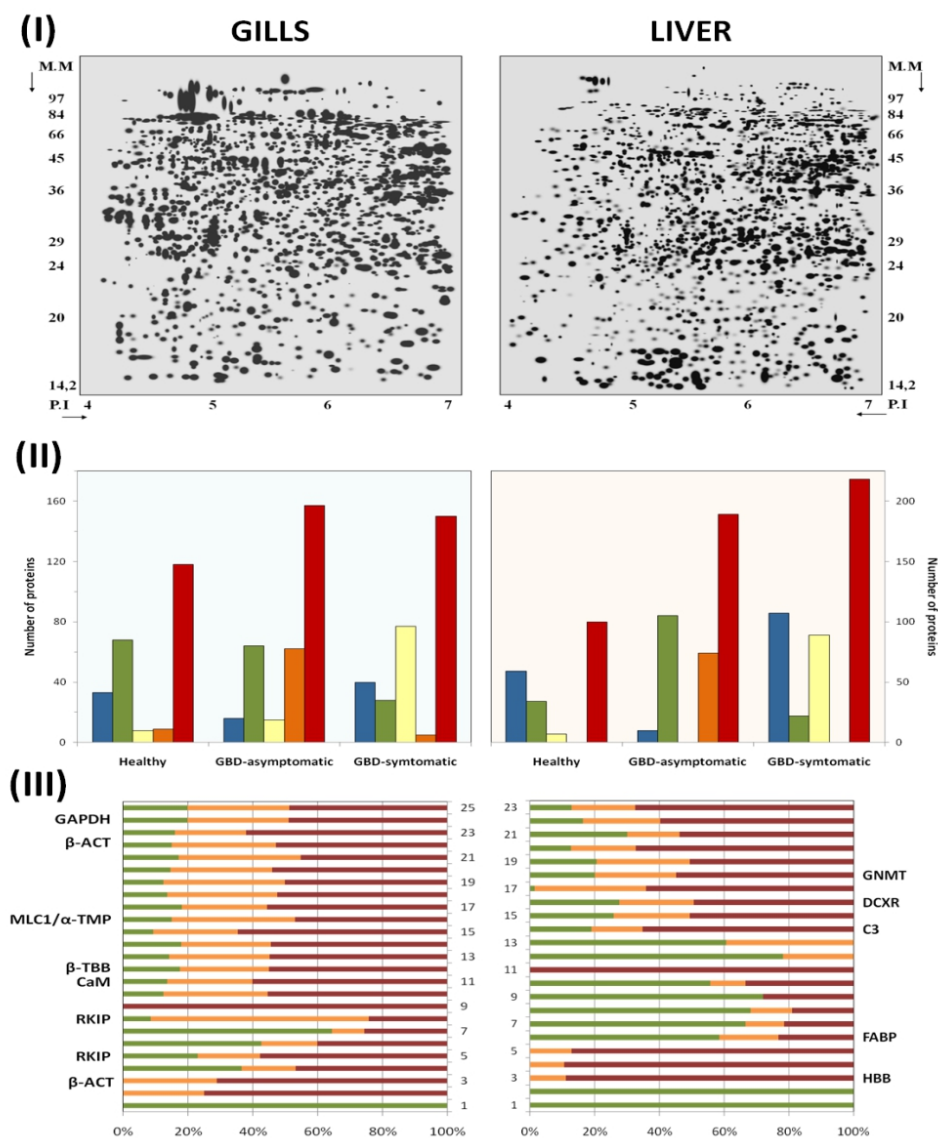 (I)
GILLS
LIVER
M.M
M.M
97
84
66
45
36
29
24
20
14,2
97
84
66
45
36
29
24
20
14,2
P.I 4 5 6 7
4 5 6 7 P.I
(II)
Number of proteins
160
120
80
40
0
200
150
100
50
0
Number of proteins
Healthy GBD-asymptomatic GBD-symtomatic
Healthy GBD-asymptomatic GBD-symtomatic
(III)
GAPDH
β-ACT
MLC1/α-TMP
β-TBB
CaM
RKIP
RKIP
β-ACT
25
23
21
19
17
15
13
11
9
7
5
3
1
0% 20% 40% 60% 80% 100%
23
21
19
17
15
13
11
9
7
5
3
1
GNMT
DCXR
C3
FABP
HBB
0% 20% 40% 60% 80% 100%